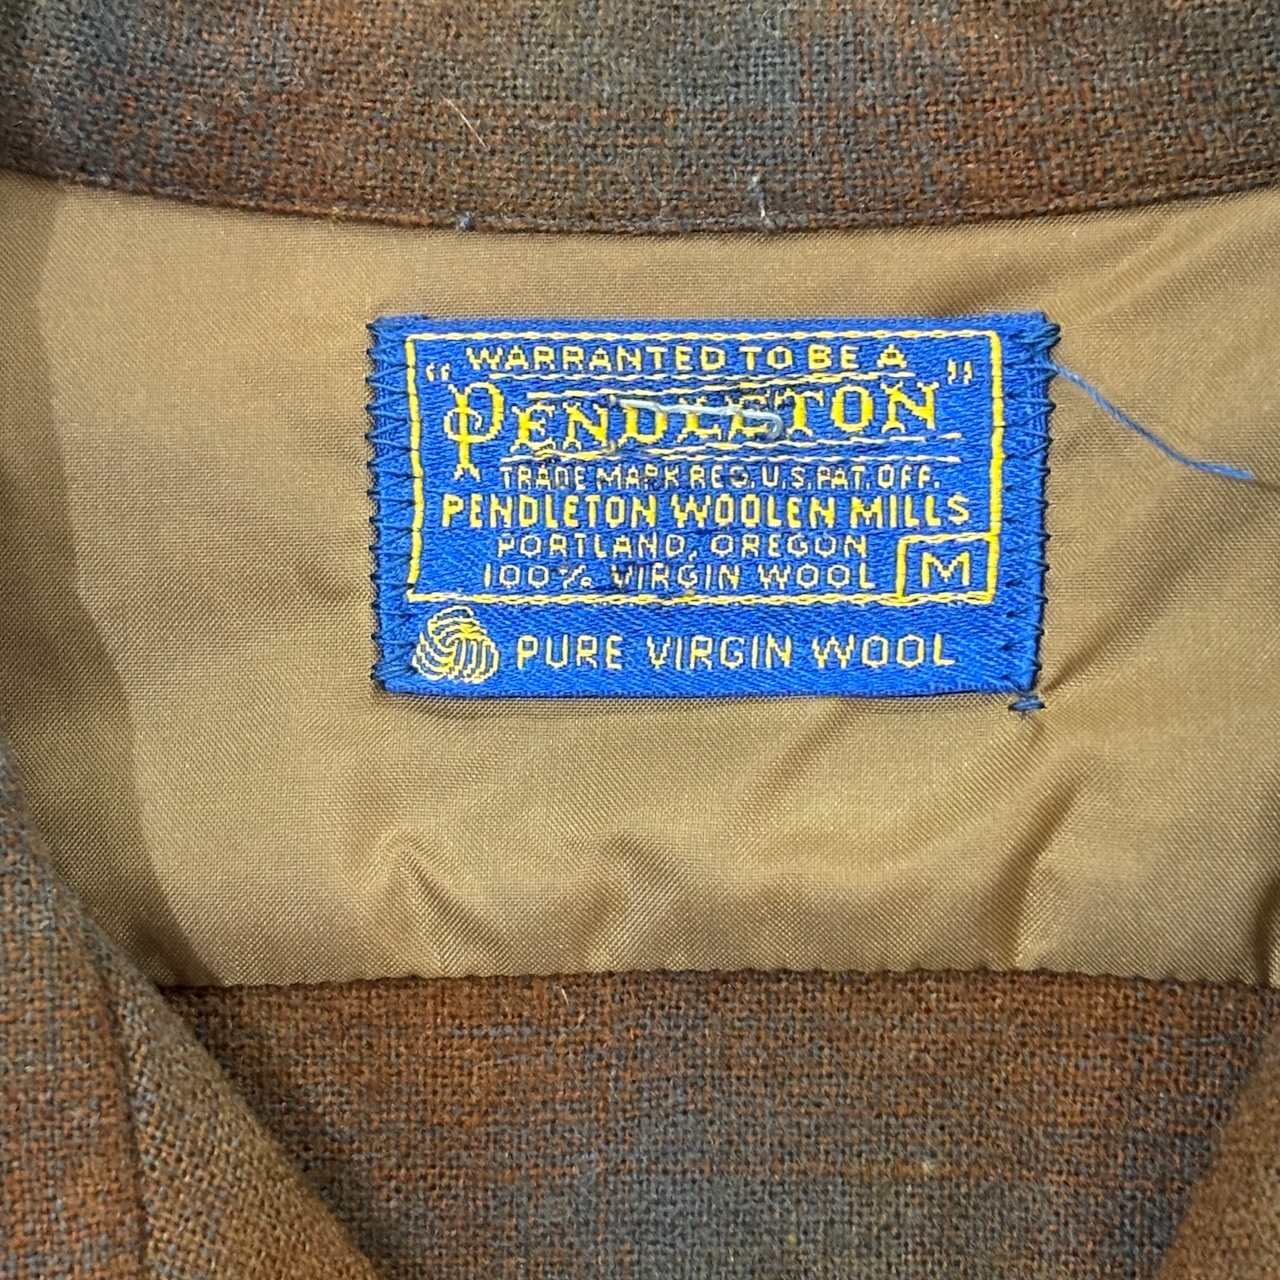 WARRANTED TO BE A
"PENDLETON"
TRADE MARK REG. U.S. PAT. OFF.
PENDLETON WOOLEN MILLS
PORTLAND, OREGON
100% VIRGIN WOOL M
PURE VIRGIN WOOL